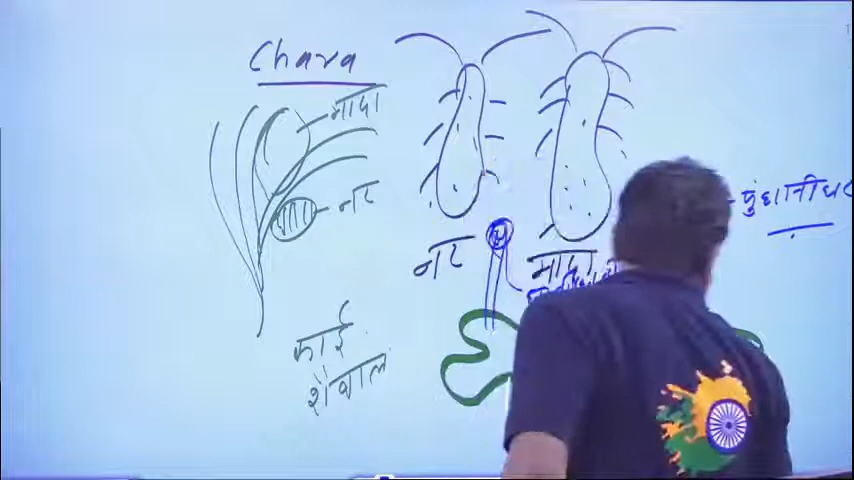 Chara
मादा
नर
नर
मादा
पुंधानीधर
काई
शैवाल